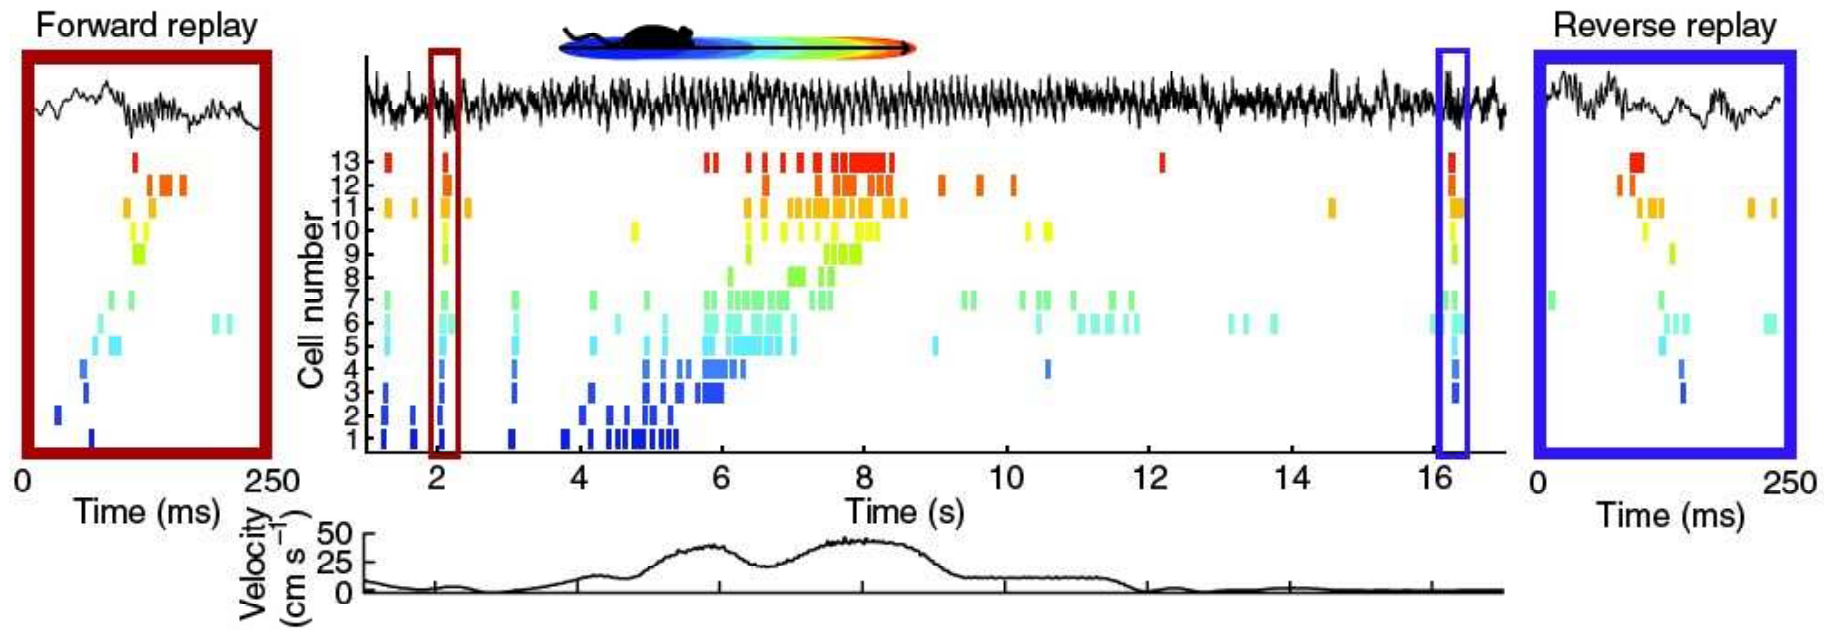 Forward replay
Reverse replay
Cell number
13
12
11
10
9
8
7
6
5
4
3
2
1
0 250
Time (ms)
2 4 6 8 10 12 14 16
Time (s)
0 250
Time (ms)
Velocity
(cm s⁻¹)
50
25
0